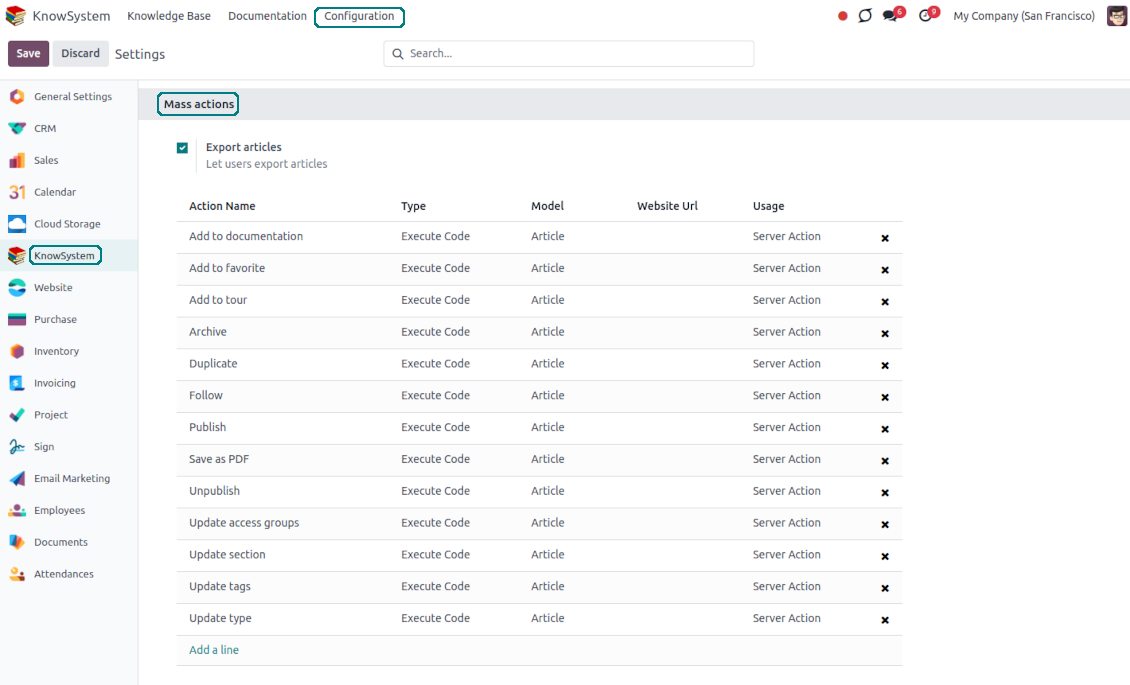 KnowSystem Knowledge Base Documentation Configuration 6 9 My Company (San Francisco)
Save Discard Settings Search...
General Settings
CRM
Sales
31 Calendar
Cloud Storage
KnowSystem
Website
Purchase
Inventory
$ Invoicing
Project
Sign
Email Marketing
Employees
Documents
Attendances
Mass actions
Export articles
Let users export articles
Action Name Type Model Website Url Usage
Add to documentation Execute Code Article Server Action
Add to favorite Execute Code Article Server Action
Add to tour Execute Code Article Server Action
Archive Execute Code Article Server Action
Duplicate Execute Code Article Server Action
Follow Execute Code Article Server Action
Publish Execute Code Article Server Action
Save as PDF Execute Code Article Server Action
Unpublish Execute Code Article Server Action
Update access groups Execute Code Article Server Action
Update section Execute Code Article Server Action
Update tags Execute Code Article Server Action
Update type Execute Code Article Server Action
Add a line